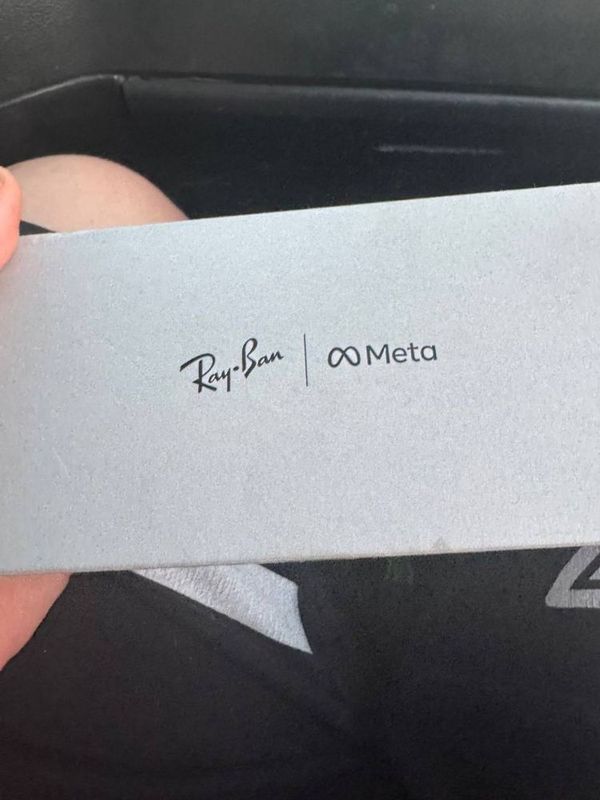 Ray-Ban | ∞ Meta